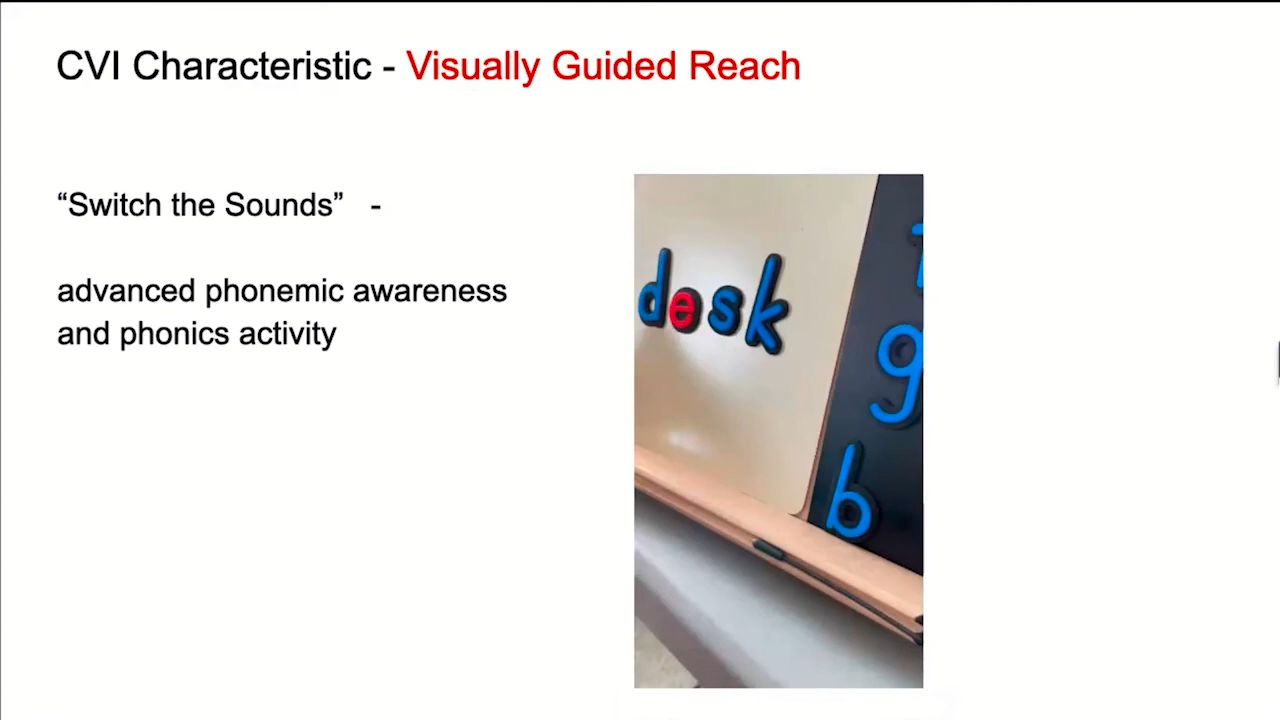 CVI Characteristic - Visually Guided Reach
“Switch the Sounds” -
advanced phonemic awareness
and phonics activity
desk
g
b